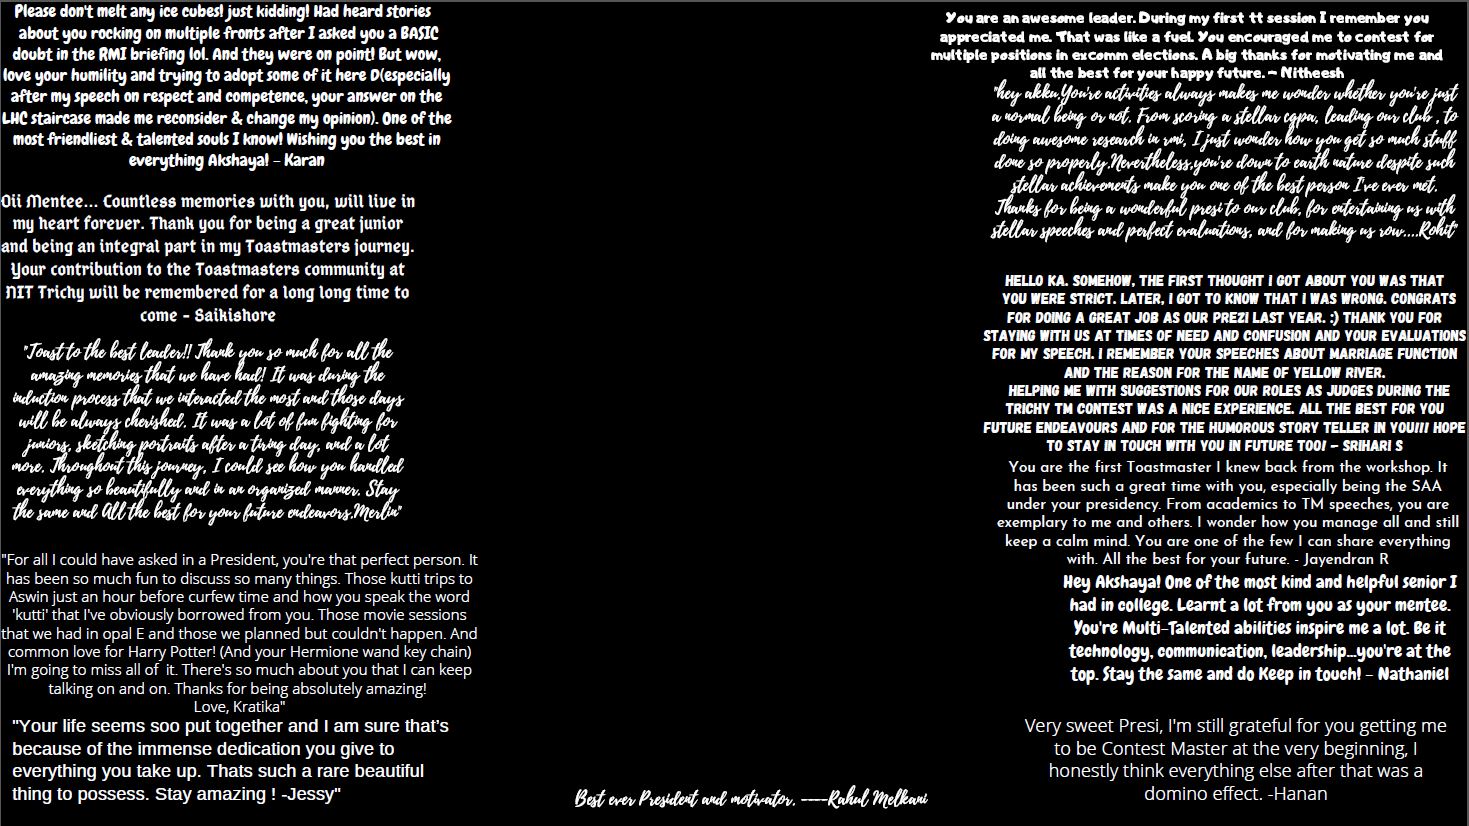 Please don't melt any ice cubes! just kidding! Had heard stories
about you rocking on multiple fronts after I asked you a BASIC
doubt in the RMI briefing lol. And they were on point! But wow,
love your humility and trying to adopt some of it here D(especially
after my speech on respect and competence, your answer on the
LHC staircase made me reconsider & change my opinion). One of the
most friendliest & talented souls I know! Wishing you the best in
everything Akshaya! - Karan
Oii Mentee... Countless memories with you, will live in
my heart forever. Thank you for being a great junior
and being an integral part in my Toastmasters journey.
Your contribution to the Toastmasters community at
NIT Trichy will be remembered for a long long time to
come - Saikishore
"Toast to the best leader!! Thank you so much for all the
amazing memories that we have had! It was during the
induction process that we interacted the most and those days
will be always cherished. It was a lot of fun fighting for
juniors, sketching portraits after a tiring day, and a lot
more. Throughout this journey, I could see how you handled
everything so beautifully and in an organized manner. Stay
the same and All the best for your future endeavors.Merlin"
"For all I could have asked in a President, you're that perfect person. It
has been so much fun to discuss so many things. Those kutti trips to
Aswin just an hour before curfew time and how you speak the word
'kutti' that I've obviously borrowed from you. Those movie sessions
that we had in opal E and those we planned but couldn't happen. And
common love for Harry Potter! (And your Hermione wand key chain)
I'm going to miss all of it. There's so much about you that I can keep
talking on and on. Thanks for being absolutely amazing!
Love, Kratika"
"Your life seems soo put together and I am sure that's
because of the immense dedication you give to
everything you take up. Thats such a rare beautiful
thing to possess. Stay amazing ! -Jessy"
Best ever President and motivator. ----Rahul Melkani
You are an awesome leader. During my first tt session I remember you
appreciated me. That was like a fuel. You encouraged me to contest for
multiple positions in excomm elections. A big thanks for motivating me and
all the best for your happy future. - Nitheesh
"hey akku,You're activities always makes me wonder whether you're just
a normal being or not. From scoring a stellar cgpa, leading our club , to
doing awesome research in rmi, I just wonder how you get so much stuff
done so properly.Nevertheless,you're down to earth nature despite such
stellar achievements make you one of the best person I've ever met.
Thanks for being a wonderful presi to our club, for entertaining us with
stellar speeches and perfect evaluations, and for making us row....Rohit"
HELLO KA. SOMEHOW, THE FIRST THOUGHT I GOT ABOUT YOU WAS THAT
YOU WERE STRICT. LATER, I GOT TO KNOW THAT I WAS WRONG. CONGRATS
FOR DOING A GREAT JOB AS OUR PREZI LAST YEAR. :) THANK YOU FOR
STAYING WITH US AT TIMES OF NEED AND CONFUSION AND YOUR EVALUATIONS
FOR MY SPEECH. I REMEMBER YOUR SPEECHES ABOUT MARRIAGE FUNCTION
AND THE REASON FOR THE NAME OF YELLOW RIVER.
HELPING ME WITH SUGGESTIONS FOR OUR ROLES AS JUDGES DURING THE
TRICHY TM CONTEST WAS A NICE EXPERIENCE. ALL THE BEST FOR YOU
FUTURE ENDEAVOURS AND FOR THE HUMOROUS STORY TELLER IN YOU!!! HOPE
TO STAY IN TOUCH WITH YOU IN FUTURE TOO! - SRIHARI S
You are the first Toastmaster I knew back from the workshop. It
has been such a great time with you, especially being the SAA
under your presidency. From academics to TM speeches, you are
exemplary to me and others. I wonder how you manage all and still
keep a calm mind. You are one of the few I can share everything
with. All the best for your future. - Jayendran R
Hey Akshaya! One of the most kind and helpful senior I
had in college. Learnt a lot from you as your mentee.
You're Multi-Talented abilities inspire me a lot. Be it
technology, communication, leadership...you're at the
top. Stay the same and do Keep in touch! - Nathaniel
Very sweet Presi, I'm still grateful for you getting me
to be Contest Master at the very beginning, I
honestly think everything else after that was a
domino effect. -Hanan